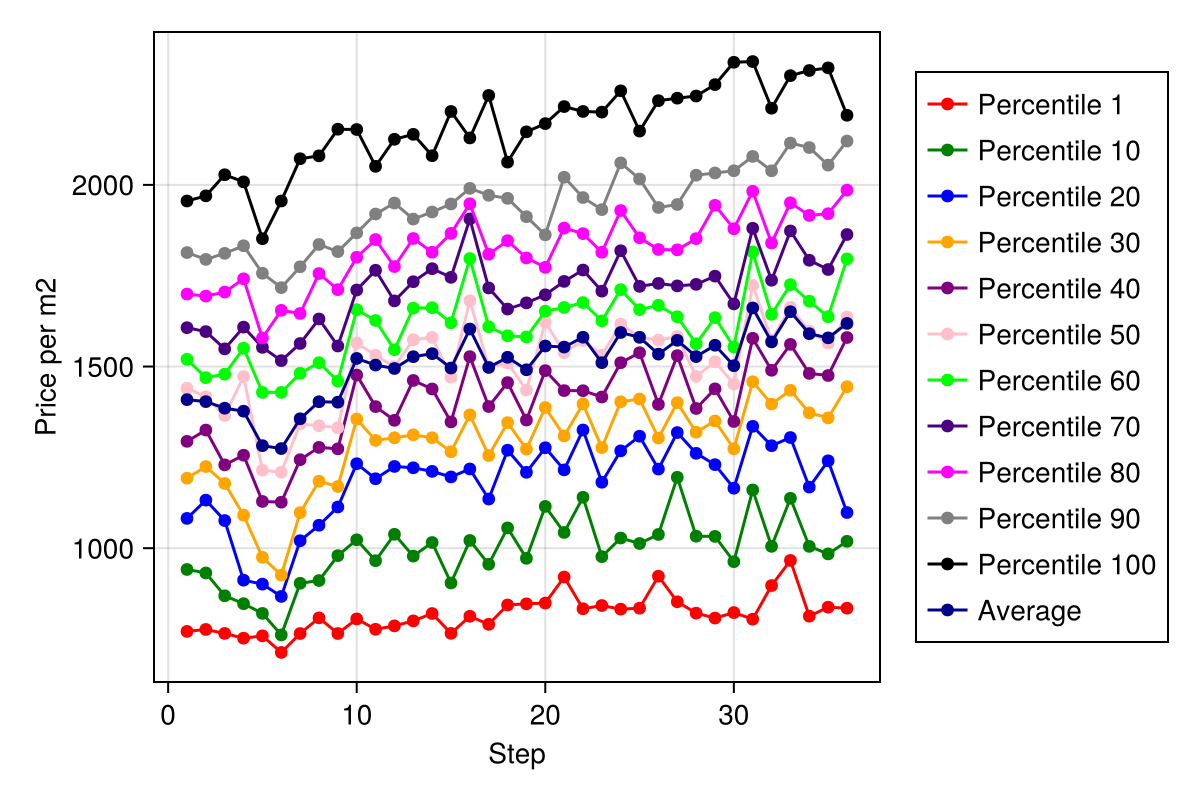 Price per m2
2000
1500
1000
0
10
20
30
Step
Percentile 1
Percentile 10
Percentile 20
Percentile 30
Percentile 40
Percentile 50
Percentile 60
Percentile 70
Percentile 80
Percentile 90
Percentile 100
Average